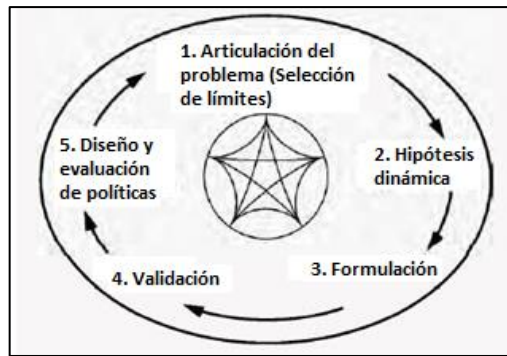 1. Articulación del
problema (Selección
de límites)
2. Hipótesis
dinámica
3. Formulación
4. Validación
5. Diseño y
evaluación
de políticas